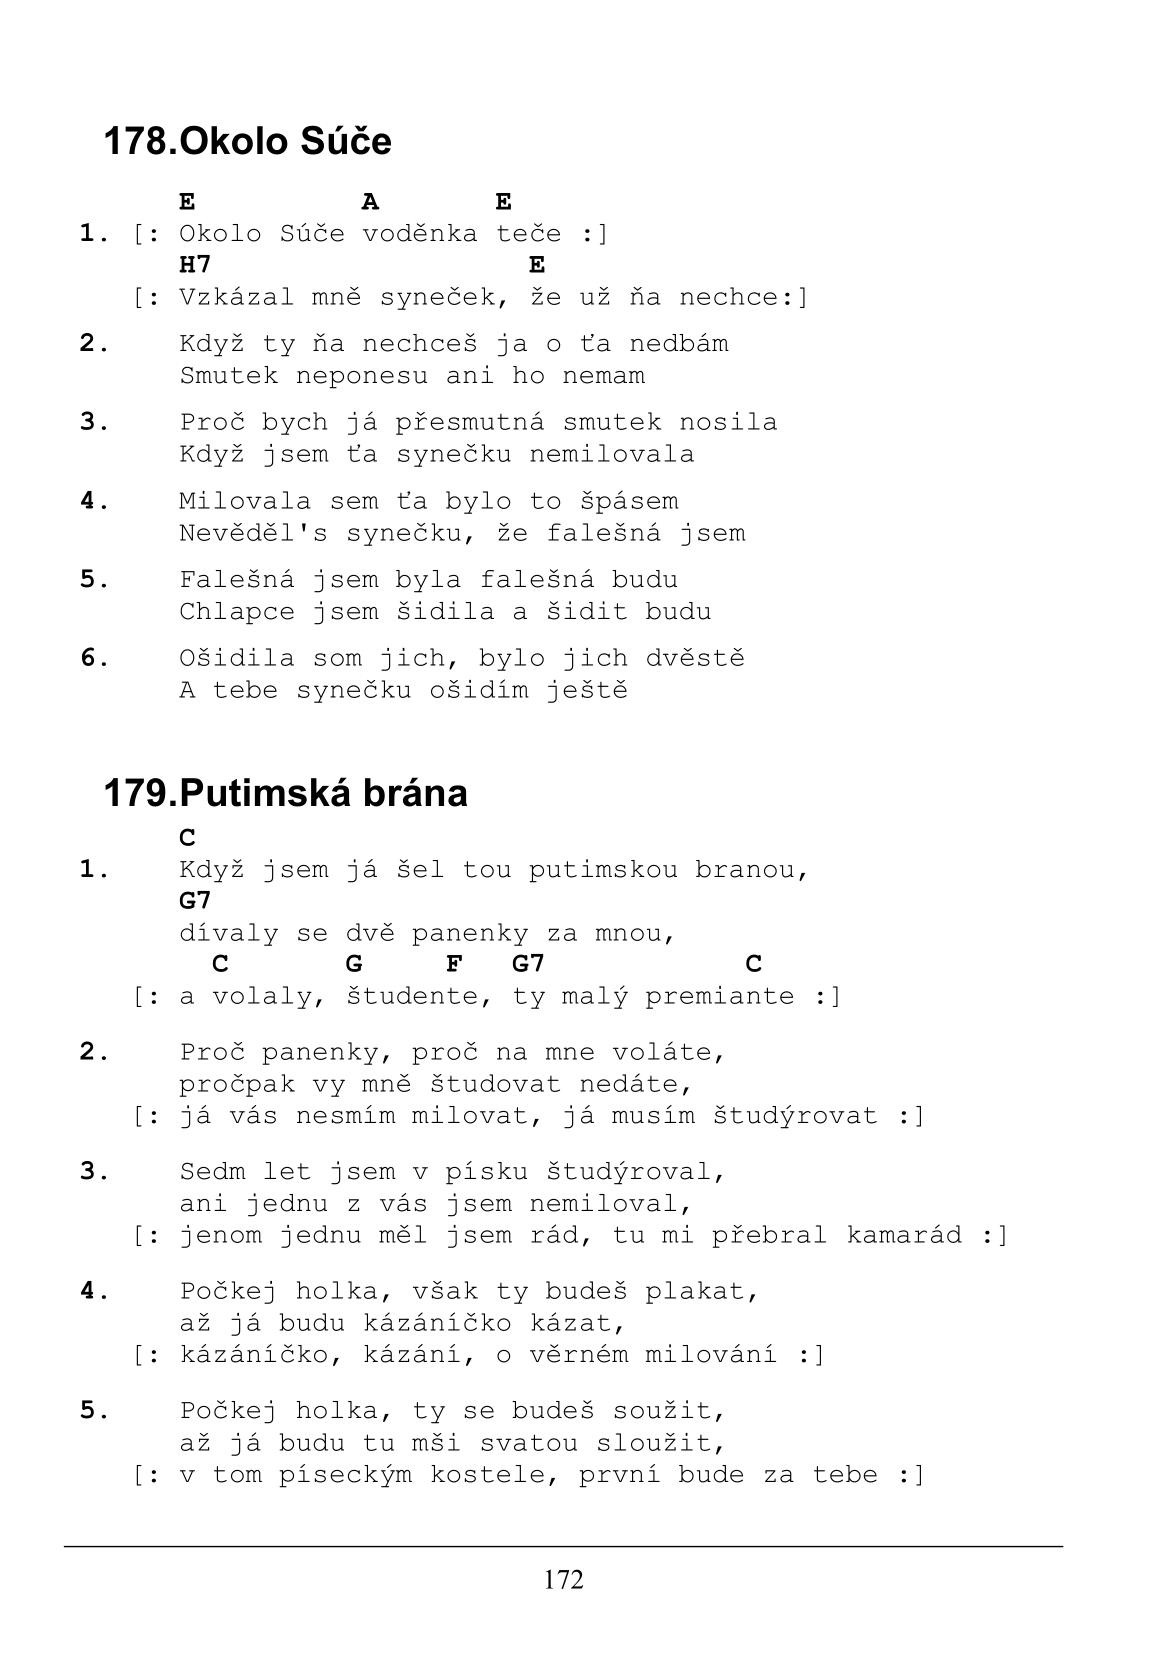 178.Okolo Súče
E A E
1. [: Okolo Súče voděnka teče :]
H7 E
[: Vzkázal mně syneček, že už ňa nechce:]
2. Když ty ňa nechceš ja o ťa nedbám
Smutek neponesu ani ho nemam
3. Proč bych já přesmutná smutek nosila
Když jsem ťa synečku nemilovala
4. Milovala sem ťa bylo to špásem
Nevěděl's synečku, že falešná jsem
5. Falešná jsem byla falešná budu
Chlapce jsem šidila a šidit budu
6. Ošidila som jich, bylo jich dvěstě
A tebe synečku ošidím ještě
179.Putimská brána
C
1. Když jsem já šel tou putimskou branou,
G7
dívaly se dvě panenky za mnou,
C G F G7 C
[: a volaly, študente, ty malý premiante :]
2. Proč panenky, proč na mne voláte,
pročpak vy mně študovat nedáte,
[: já vás nesmím milovat, já musím študýrovat :]
3. Sedm let jsem v písku študýroval,
ani jednu z vás jsem nemiloval,
[: jenom jednu měl jsem rád, tu mi přebral kamarád :]
4. Počkej holka, však ty budeš plakat,
až já budu kázáníčko kázat,
[: kázáníčko, kázání, o věrném milování :]
5. Počkej holka, ty se budeš soužit,
až já budu tu mši svatou sloužit,
[: v tom píseckým kostele, první bude za tebe :]
172